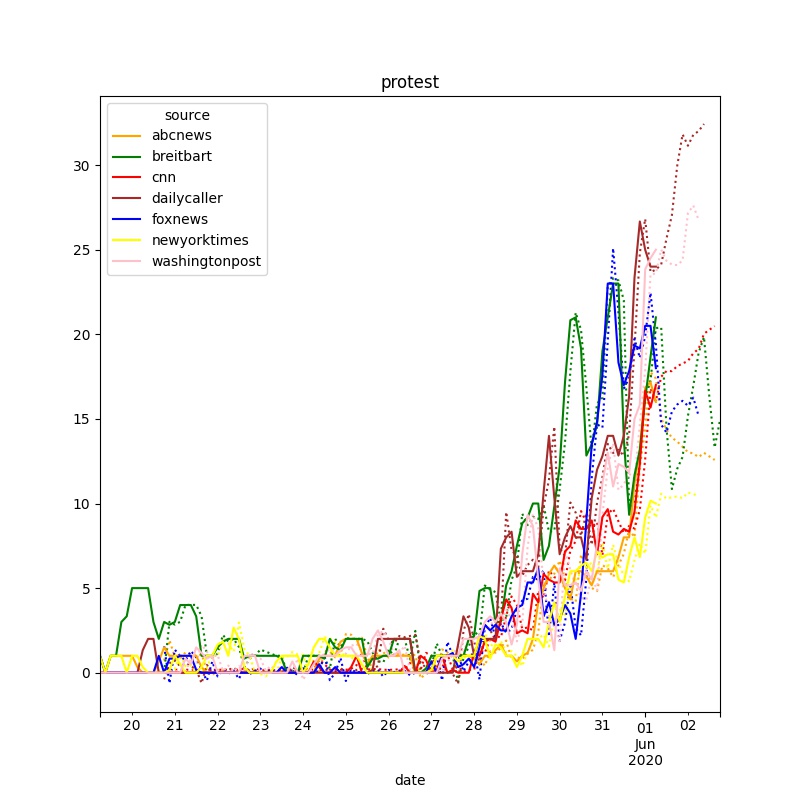 protest
source
abcnews
breitbart
cnn
dailycaller
foxnews
newyorktimes
washingtonpost
30
25
20
15
10
5
0
20 21 22 23 24 25 26 27 28 29 30 31 01 02
Jun
2020
date